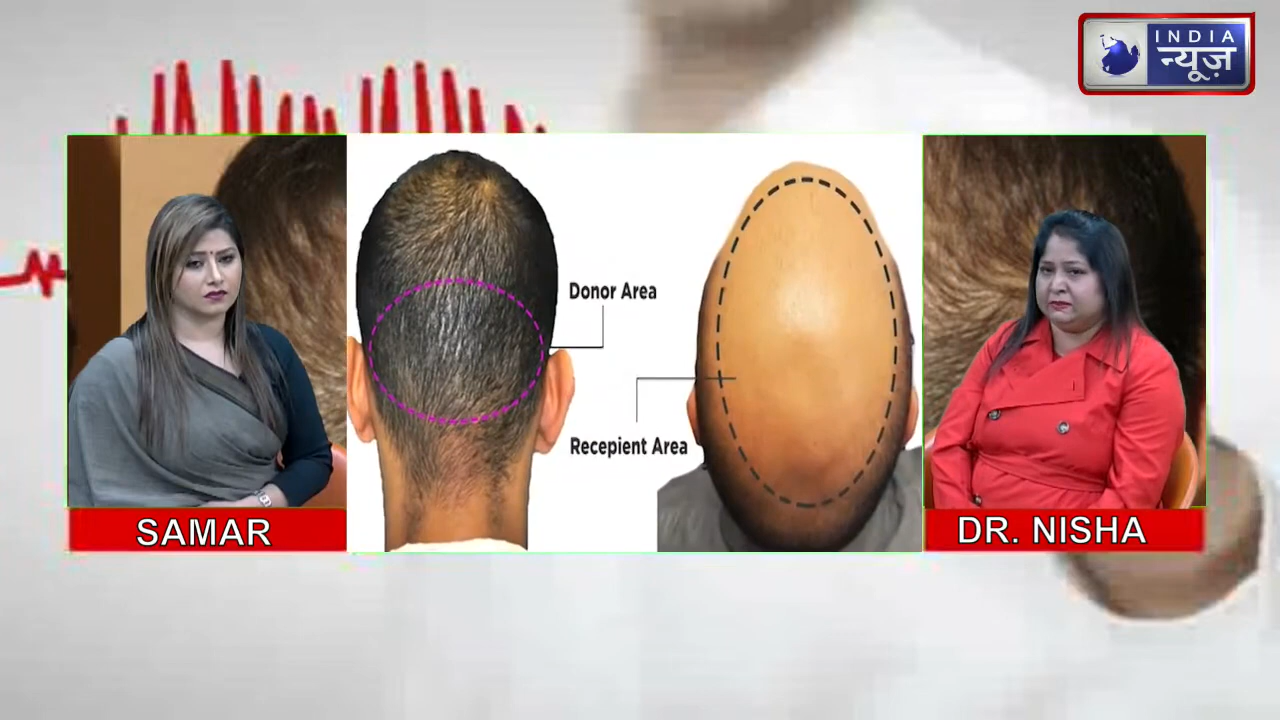 INDIA
न्यूज़
Donor Area
Recepient Area
SAMAR
DR. NISHA